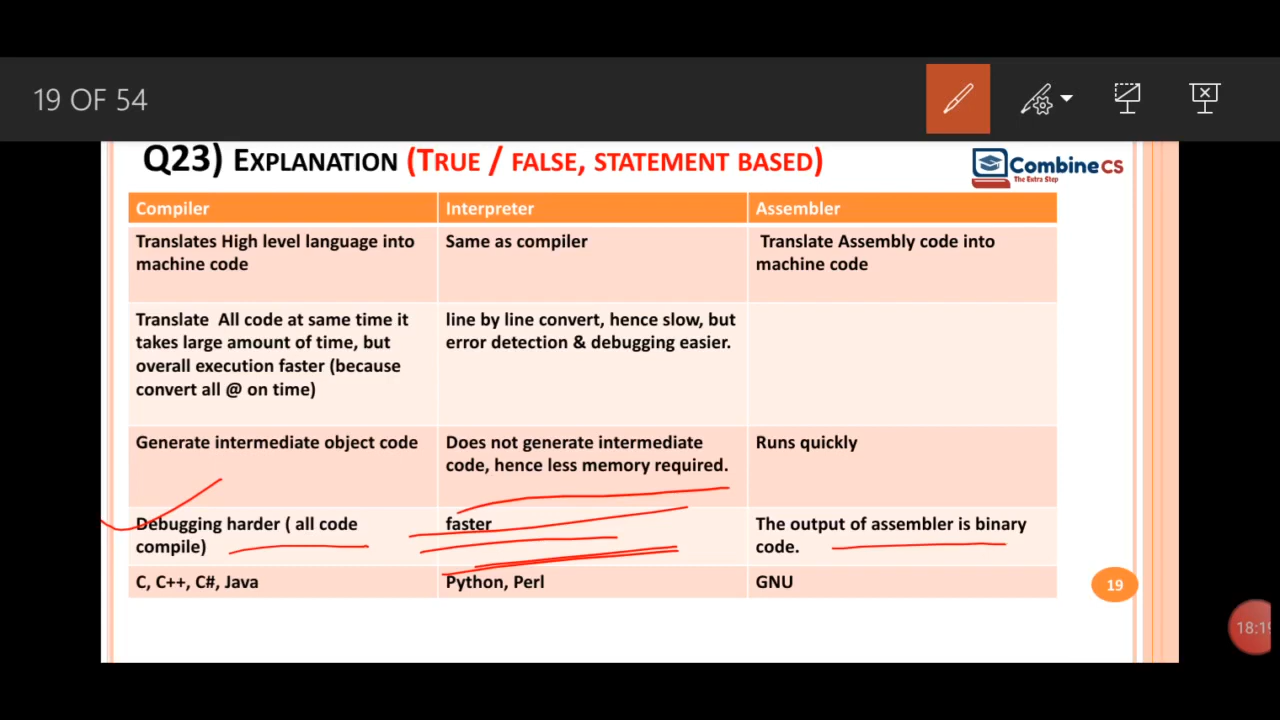 19 OF 54
Q23) EXPLANATION (TRUE / FALSE, STATEMENT BASED)
Combine CS
The Extra Step
Compiler
Interpreter
Assembler
Translates High level language into
machine code
Same as compiler
Translate Assembly code into
machine code
Translate All code at same time it
takes large amount of time, but
overall execution faster (because
convert all @ on time)
line by line convert, hence slow, but
error detection & debugging easier.
Generate intermediate object code
Does not generate intermediate
code, hence less memory required.
Runs quickly
Debugging harder ( all code
compile)
faster
The output of assembler is binary
code.
C, C++, C#, Java
Python, Perl
GNU
19